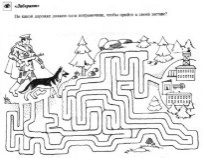 «Лабиринт»
По какой дорожке должен идти пограничник, чтобы прийти к своей заставе?